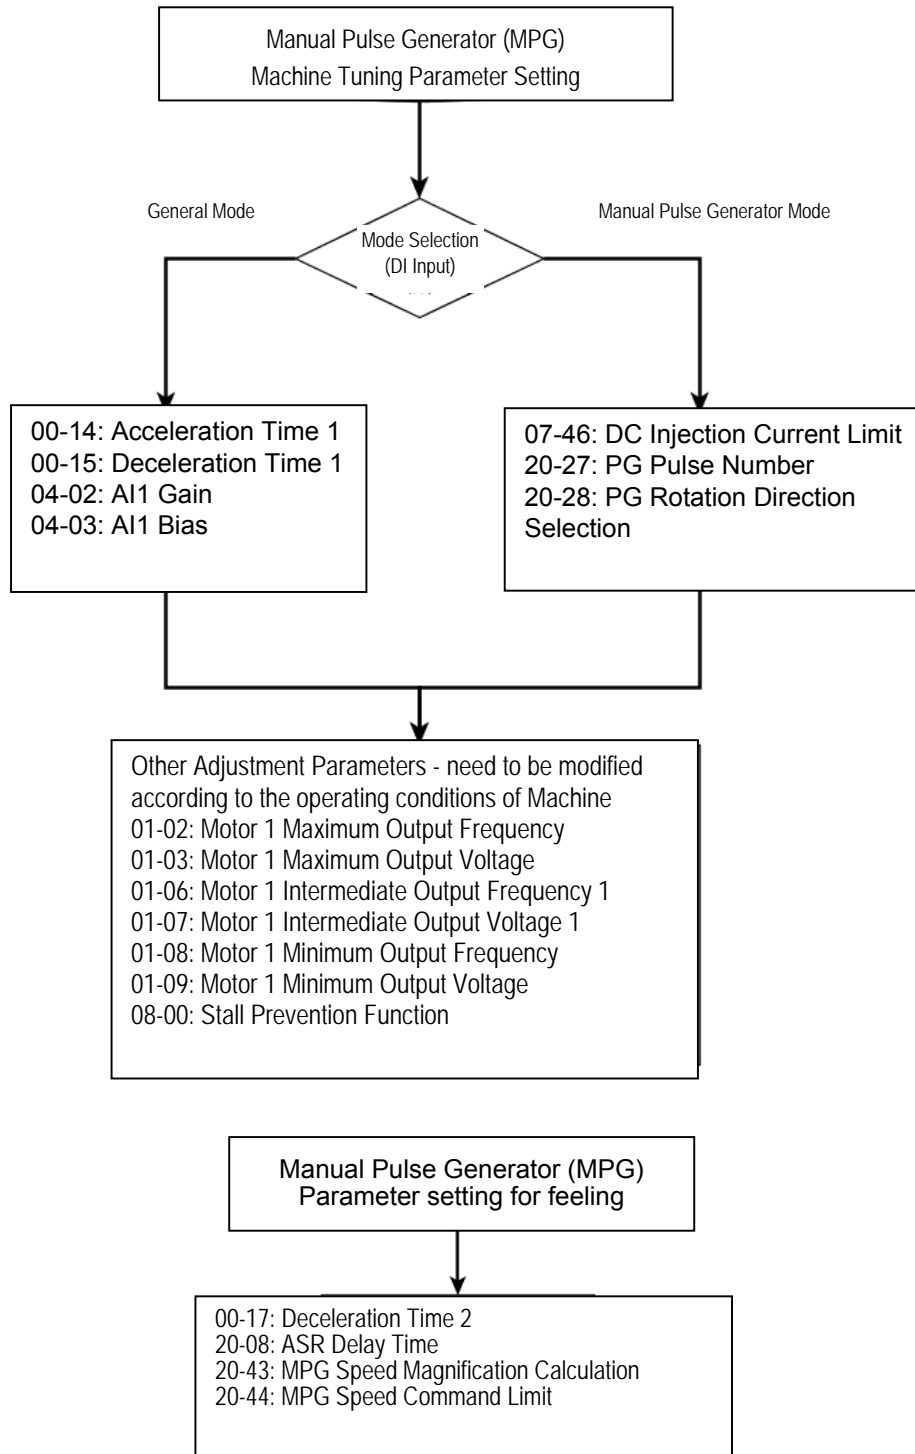 Manual Pulse Generator (MPG)
Machine Tuning Parameter Setting
General Mode
Manual Pulse Generator Mode
Mode Selection
(DI Input)
00-14: Acceleration Time 1
00-15: Deceleration Time 1
04-02: AI1 Gain
04-03: AI1 Bias
07-46: DC Injection Current Limit
20-27: PG Pulse Number
20-28: PG Rotation Direction
Selection
Other Adjustment Parameters - need to be modified
according to the operating conditions of Machine
01-02: Motor 1 Maximum Output Frequency
01-03: Motor 1 Maximum Output Voltage
01-06: Motor 1 Intermediate Output Frequency 1
01-07: Motor 1 Intermediate Output Voltage 1
01-08: Motor 1 Minimum Output Frequency
01-09: Motor 1 Minimum Output Voltage
08-00: Stall Prevention Function
Manual Pulse Generator (MPG)
Parameter setting for feeling
00-17: Deceleration Time 2
20-08: ASR Delay Time
20-43: MPG Speed Magnification Calculation
20-44: MPG Speed Command Limit